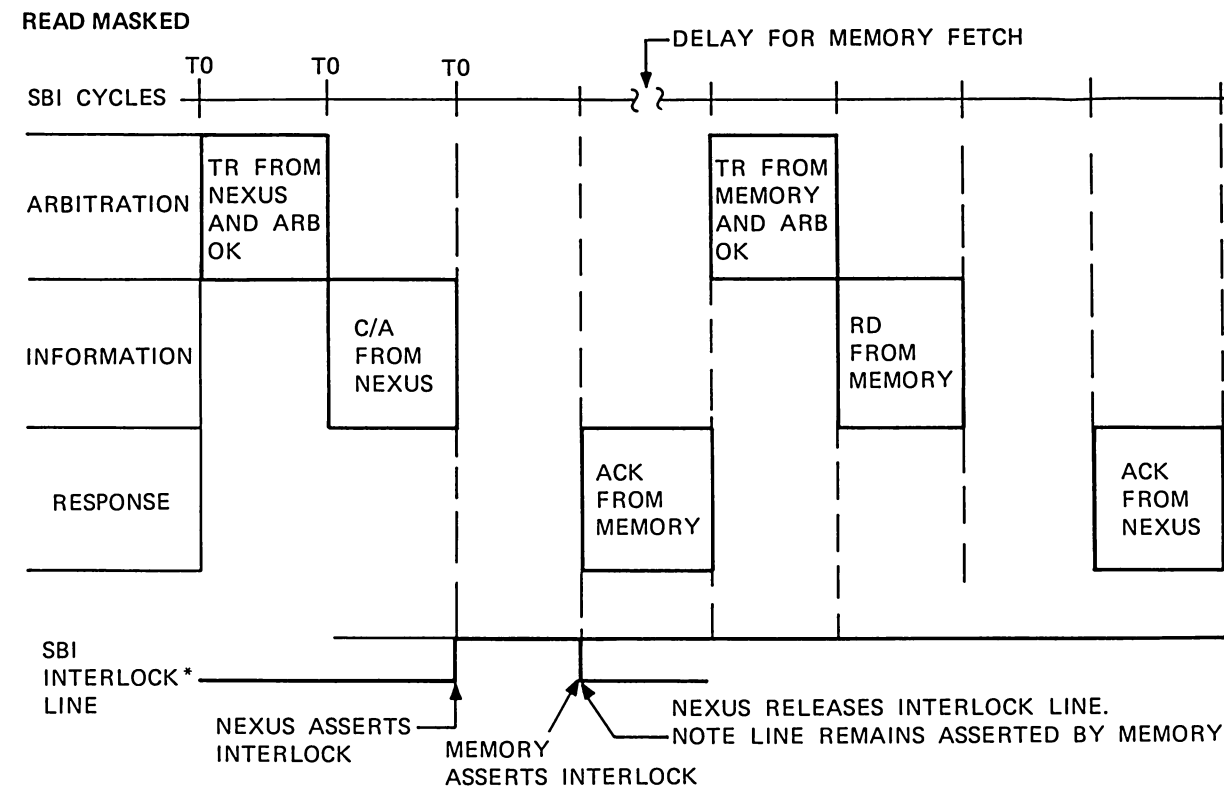 READ MASKED
DELAY FOR MEMORY FETCH
T0 T0 T0
SBI CYCLES
ARBITRATION
TR FROM
NEXUS
AND ARB
OK
TR FROM
MEMORY
AND ARB
OK
INFORMATION
C/A
FROM
NEXUS
RD
FROM
MEMORY
RESPONSE
ACK
FROM
MEMORY
ACK
FROM
NEXUS
SBI
INTERLOCK*
LINE
NEXUS ASSERTS
INTERLOCK
MEMORY
ASSERTS INTERLOCK
NEXUS RELEASES INTERLOCK LINE.
NOTE LINE REMAINS ASSERTED BY MEMORY